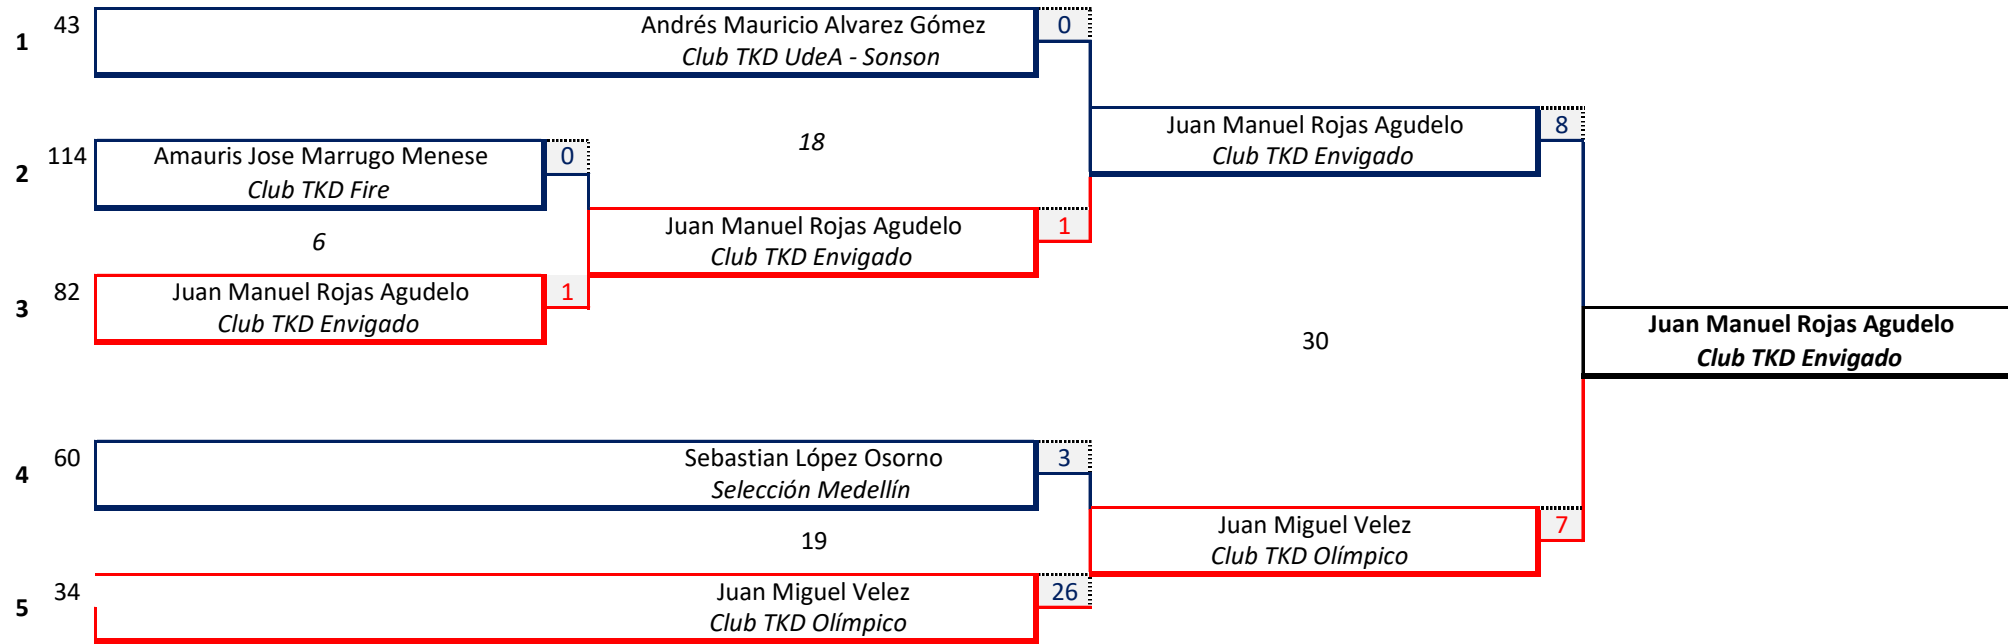 1 43 Andrés Mauricio Alvarez Gómez 0
Club TKD UdeA - Sonson
18
Juan Manuel Rojas Agudelo 8
Club TKD Envigado
2 114 Amauris Jose Marrugo Menese 0
Club TKD Fire
6
Juan Manuel Rojas Agudelo 1
Club TKD Envigado
3 82 Juan Manuel Rojas Agudelo 1
Club TKD Envigado
30
Juan Manuel Rojas Agudelo
Club TKD Envigado
4 60 Sebastian López Osorno 3
Selección Medellín
19
Juan Miguel Velez 7
Club TKD Olímpico
5 34 Juan Miguel Velez 26
Club TKD Olímpico